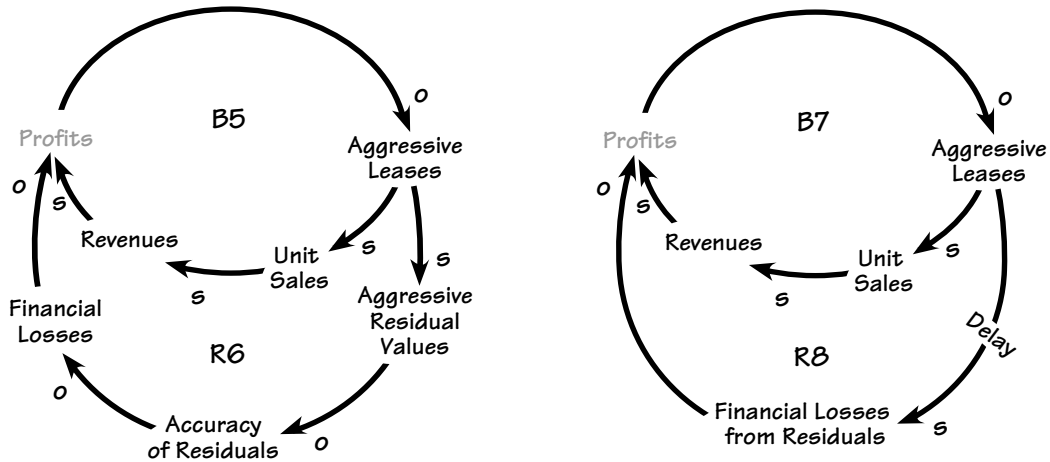 o
B5
Profits
Aggressive
Leases
o
s
Revenues
s
s
Unit
Sales
s
Aggressive
Residual
Values
Financial
Losses
R6
o
Accuracy
of Residuals
o
o
B7
Profits
Aggressive
Leases
o
s
Revenues
s
Unit
Sales
s
Delay
R8
Financial Losses
from Residuals
s